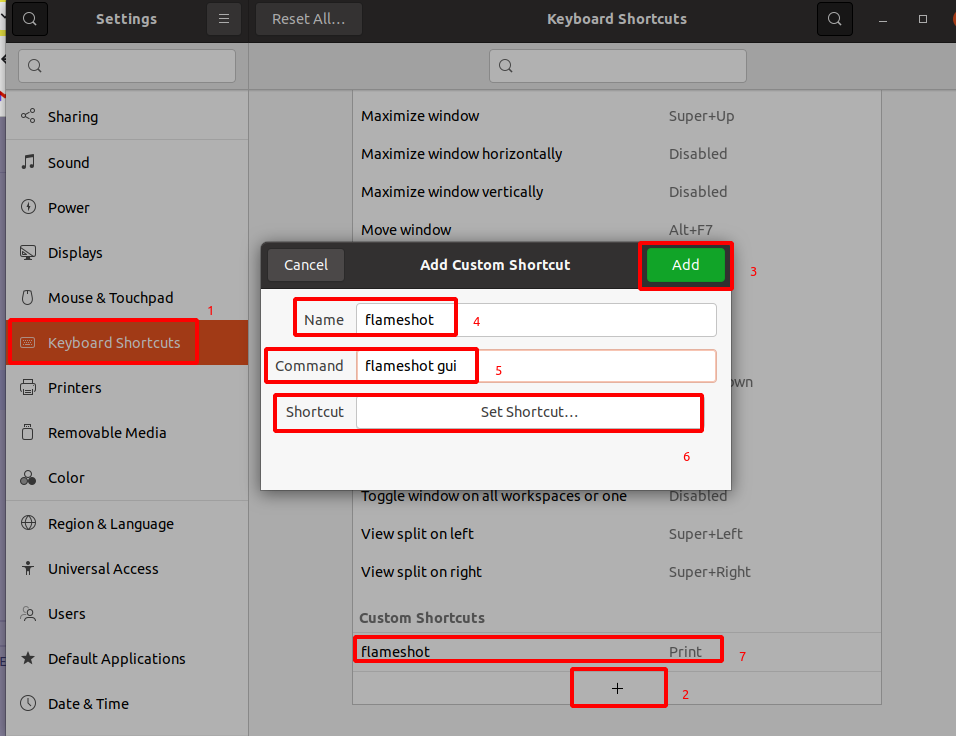 Settings
Reset All…
Keyboard Shortcuts
Sharing
Sound
Power
Displays
Mouse & Touchpad
1
Keyboard Shortcuts
Printers
Removable Media
Color
Region & Language
Universal Access
Users
Default Applications
Date & Time
Maximize window Super+Up
Maximize window horizontally Disabled
Maximize window vertically Disabled
Move window Alt+F7
Cancel
Add Custom Shortcut
Add
3
Name flameshot 4
Command flameshot gui 5
Shortcut Set Shortcut…
6
Toggle window on all workspaces or one Disabled
View split on left Super+Left
View split on right Super+Right
Custom Shortcuts
flameshot Print 7
+ 2